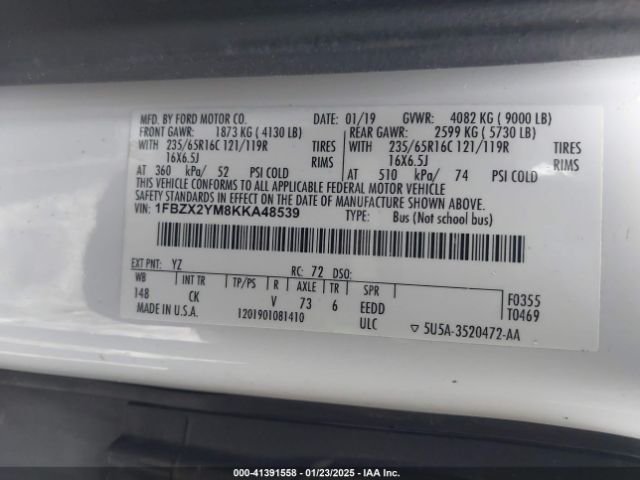 MFD. BY FORD MOTOR CO. DATE: 01/19 GVWR: 4082 KG ( 9000 LB)
FRONT GAWR: 1873 KG ( 4130 LB) REAR GAWR: 2599 KG ( 5730 LB)
WITH 235/65R16C 121/119R TIRES WITH 235/65R16C 121/119R TIRES
16X6.5J RIMS 16X6.5J RIMS
AT 360 kPa/ 52 PSI COLD AT 510 kPa/ 74 PSI COLD
THIS VEHICLE CONFORMS TO ALL APPLICABLE FEDERAL MOTOR VEHICLE
SAFETY STANDARDS IN EFFECT ON THE DATE OF MANUFACTURE SHOWN ABOVE.
VIN: 1FBZX2YM8KKA48539 TYPE: Bus (Not school bus)
EXT PNT: YZ RC: 72 DSO:
WB INT TR TP/PS R AXLE TR SPR F0355
148 CK V 73 6 EEDD T0469
MADE IN U.S.A. 1201901081410 ULC ▽ 5U5A-3520472-AA
000-41391558 - 01/23/2025 - IAA Inc.